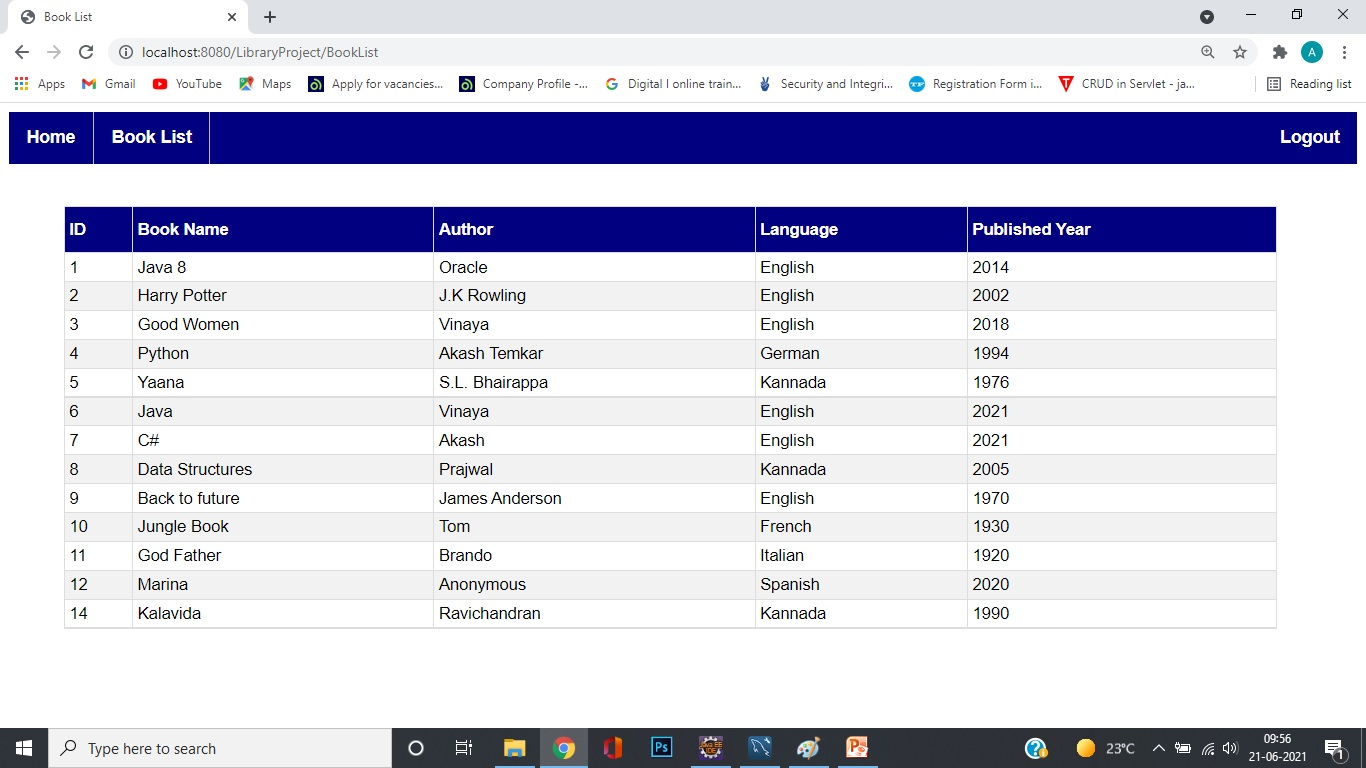 Book List
localhost:8080/LibraryProject/BookList
A
Apps Gmail YouTube Maps Apply for vacancies... Company Profile -... Digital I online train... Security and Integri... Registration Form i... CRUD in Servlet - ja... Reading list
Home Book List Logout
ID Book Name Author Language Published Year
1 Java 8 Oracle English 2014
2 Harry Potter J.K Rowling English 2002
3 Good Women Vinaya English 2018
4 Python Akash Temkar German 1994
5 Yaana S.L. Bhairappa Kannada 1976
6 Java Vinaya English 2021
7 C# Akash English 2021
8 Data Structures Prajwal Kannada 2005
9 Back to future James Anderson English 1970
10 Jungle Book Tom French 1930
11 God Father Brando Italian 1920
12 Marina Anonymous Spanish 2020
14 Kalavida Ravichandran Kannada 1990
Type here to search Ps 23°C 09:56
21-06-2021 1